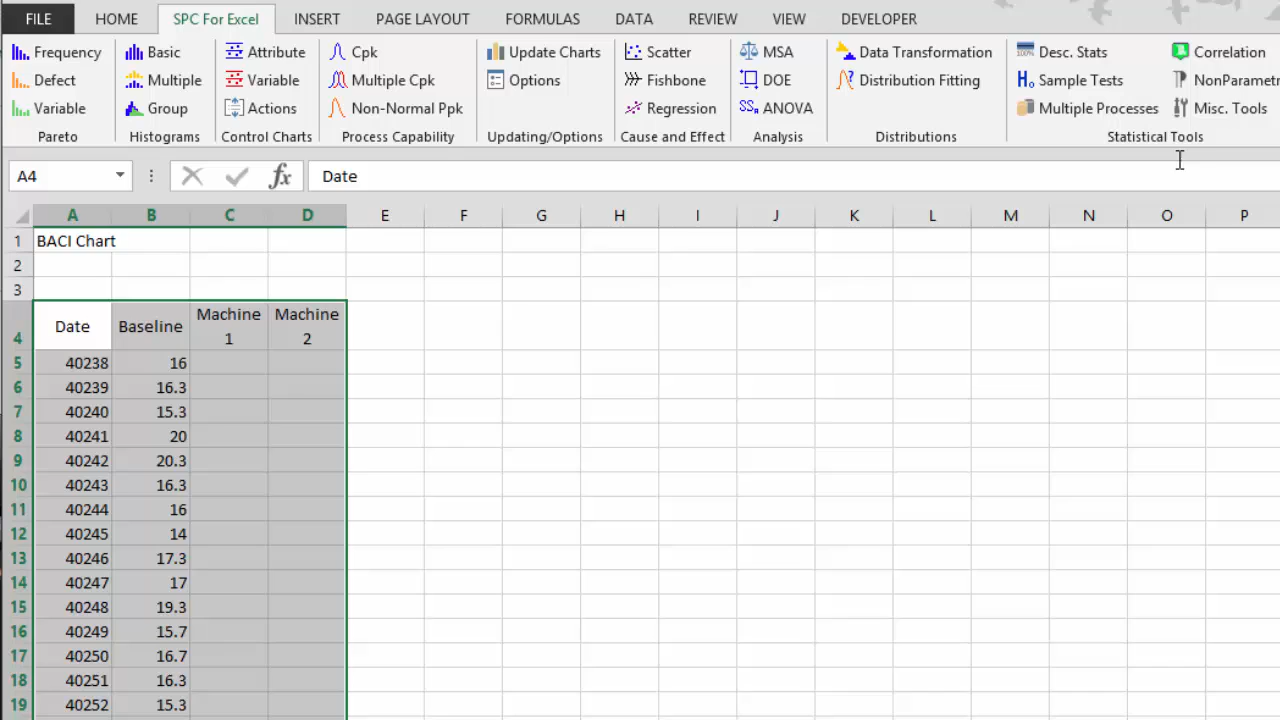 FILE HOME SPC For Excel INSERT PAGE LAYOUT FORMULAS DATA REVIEW VIEW DEVELOPER
Frequency Basic Attribute Cpk Update Charts Scatter MSA Data Transformation Desc. Stats Correlation
Defect Multiple Variable Multiple Cpk Options Fishbone DOE Distribution Fitting Sample Tests NonParametr
Variable Group Actions Non-Normal Ppk Regression ANOVA Multiple Processes Misc. Tools
Pareto Histograms Control Charts Process Capability Updating/Options Cause and Effect Analysis Distributions Statistical Tools
A4 fx Date
A B C D E F G H I J K L M N O P
1 BACI Chart
2
3
4 Date Baseline Machine 1 Machine 2
5 40238 16
6 40239 16.3
7 40240 15.3
8 40241 20
9 40242 20.3
10 40243 16.3
11 40244 16
12 40245 14
13 40246 17.3
14 40247 17
15 40248 19.3
16 40249 15.7
17 40250 16.7
18 40251 16.3
19 40252 15.3